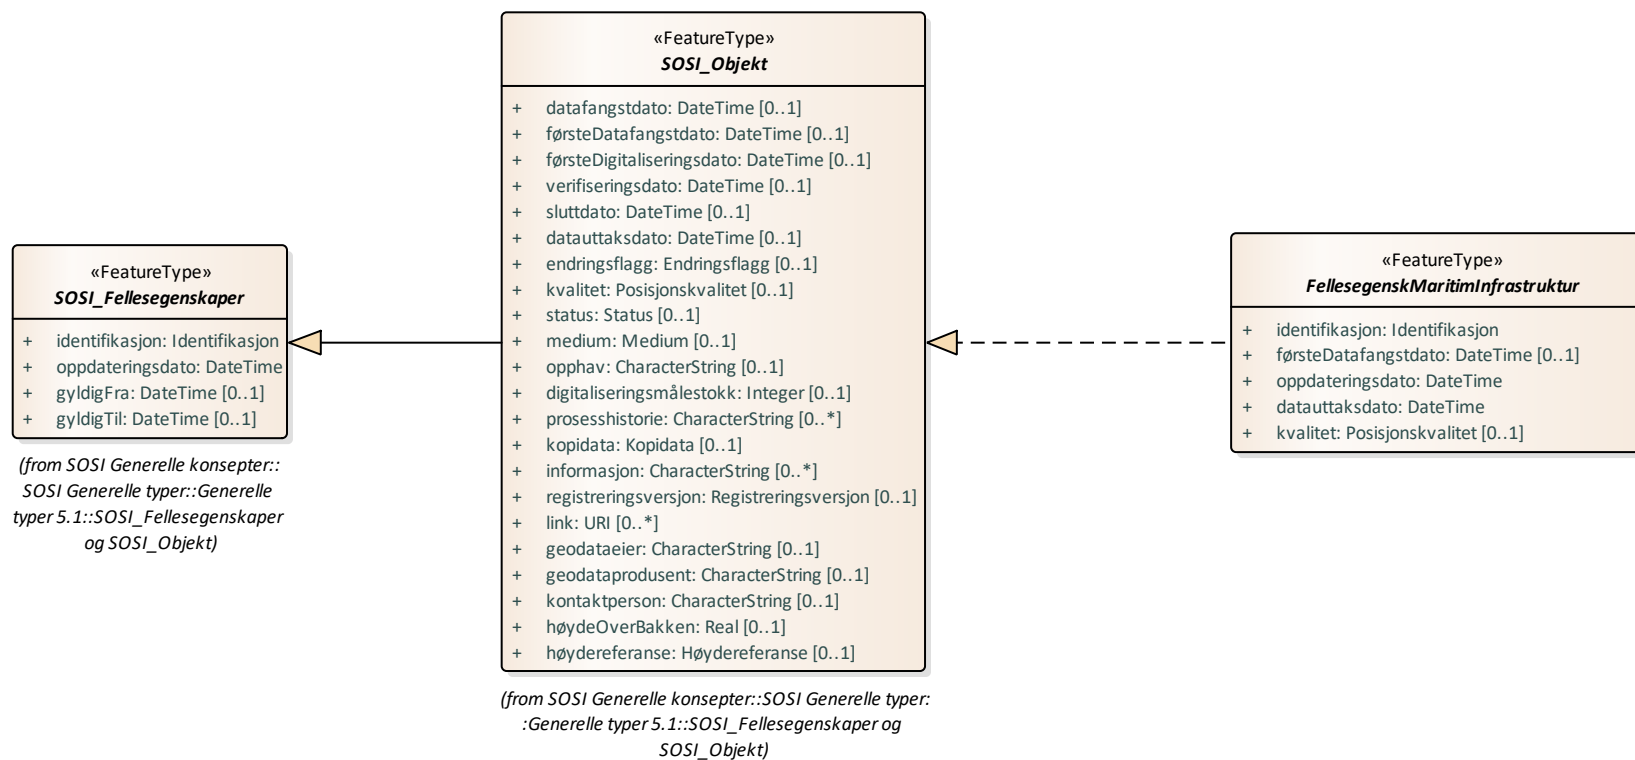 «FeatureType»
SOSI_Fellesegenskaper
+ identifikasjon: Identifikasjon
+ oppdateringsdato: DateTime
+ gyldigFra: DateTime [0..1]
+ gyldigTil: DateTime [0..1]
(from SOSI Generelle konsepter::
SOSI Generelle typer::Generelle
typer 5.1::SOSI_Fellesegenskaper
og SOSI_Objekt)
«FeatureType»
SOSI_Objekt
+ datafangstdato: DateTime [0..1]
+ førsteDatafangstdato: DateTime [0..1]
+ førsteDigitaliseringsdato: DateTime [0..1]
+ verifiseringsdato: DateTime [0..1]
+ sluttdato: DateTime [0..1]
+ datauttaksdato: DateTime [0..1]
+ endringsflagg: Endringsflagg [0..1]
+ kvalitet: Posisjonskvalitet [0..1]
+ status: Status [0..1]
+ medium: Medium [0..1]
+ opphav: CharacterString [0..1]
+ digitaliseringsmålestokk: Integer [0..1]
+ prosesshistorie: CharacterString [0..*]
+ kopidata: Kopidata [0..1]
+ informasjon: CharacterString [0..*]
+ registreringsversjon: Registreringsversjon [0..1]
+ link: URI [0..*]
+ geodataeier: CharacterString [0..1]
+ geodataprodusent: CharacterString [0..1]
+ kontaktperson: CharacterString [0..1]
+ høydeOverBakken: Real [0..1]
+ høydereferanse: Høydereferanse [0..1]
(from SOSI Generelle konsepter::SOSI Generelle typer:
:Generelle typer 5.1::SOSI_Fellesegenskaper og
SOSI_Objekt)
«FeatureType»
FellesegenskMaritimInfrastruktur
+ identifikasjon: Identifikasjon
+ førsteDatafangstdato: DateTime [0..1]
+ oppdateringsdato: DateTime
+ datauttaksdato: DateTime
+ kvalitet: Posisjonskvalitet [0..1]